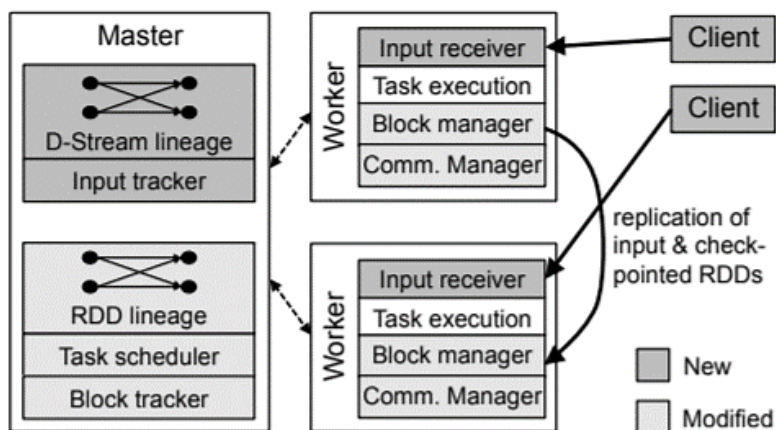 Master
D-Stream lineage
Input tracker
RDD lineage
Task scheduler
Block tracker
Worker
Input receiver
Task execution
Block manager
Comm. Manager
Worker
Input receiver
Task execution
Block manager
Comm. Manager
Client
Client
replication of
input & check-
pointed RDDs
New
Modified